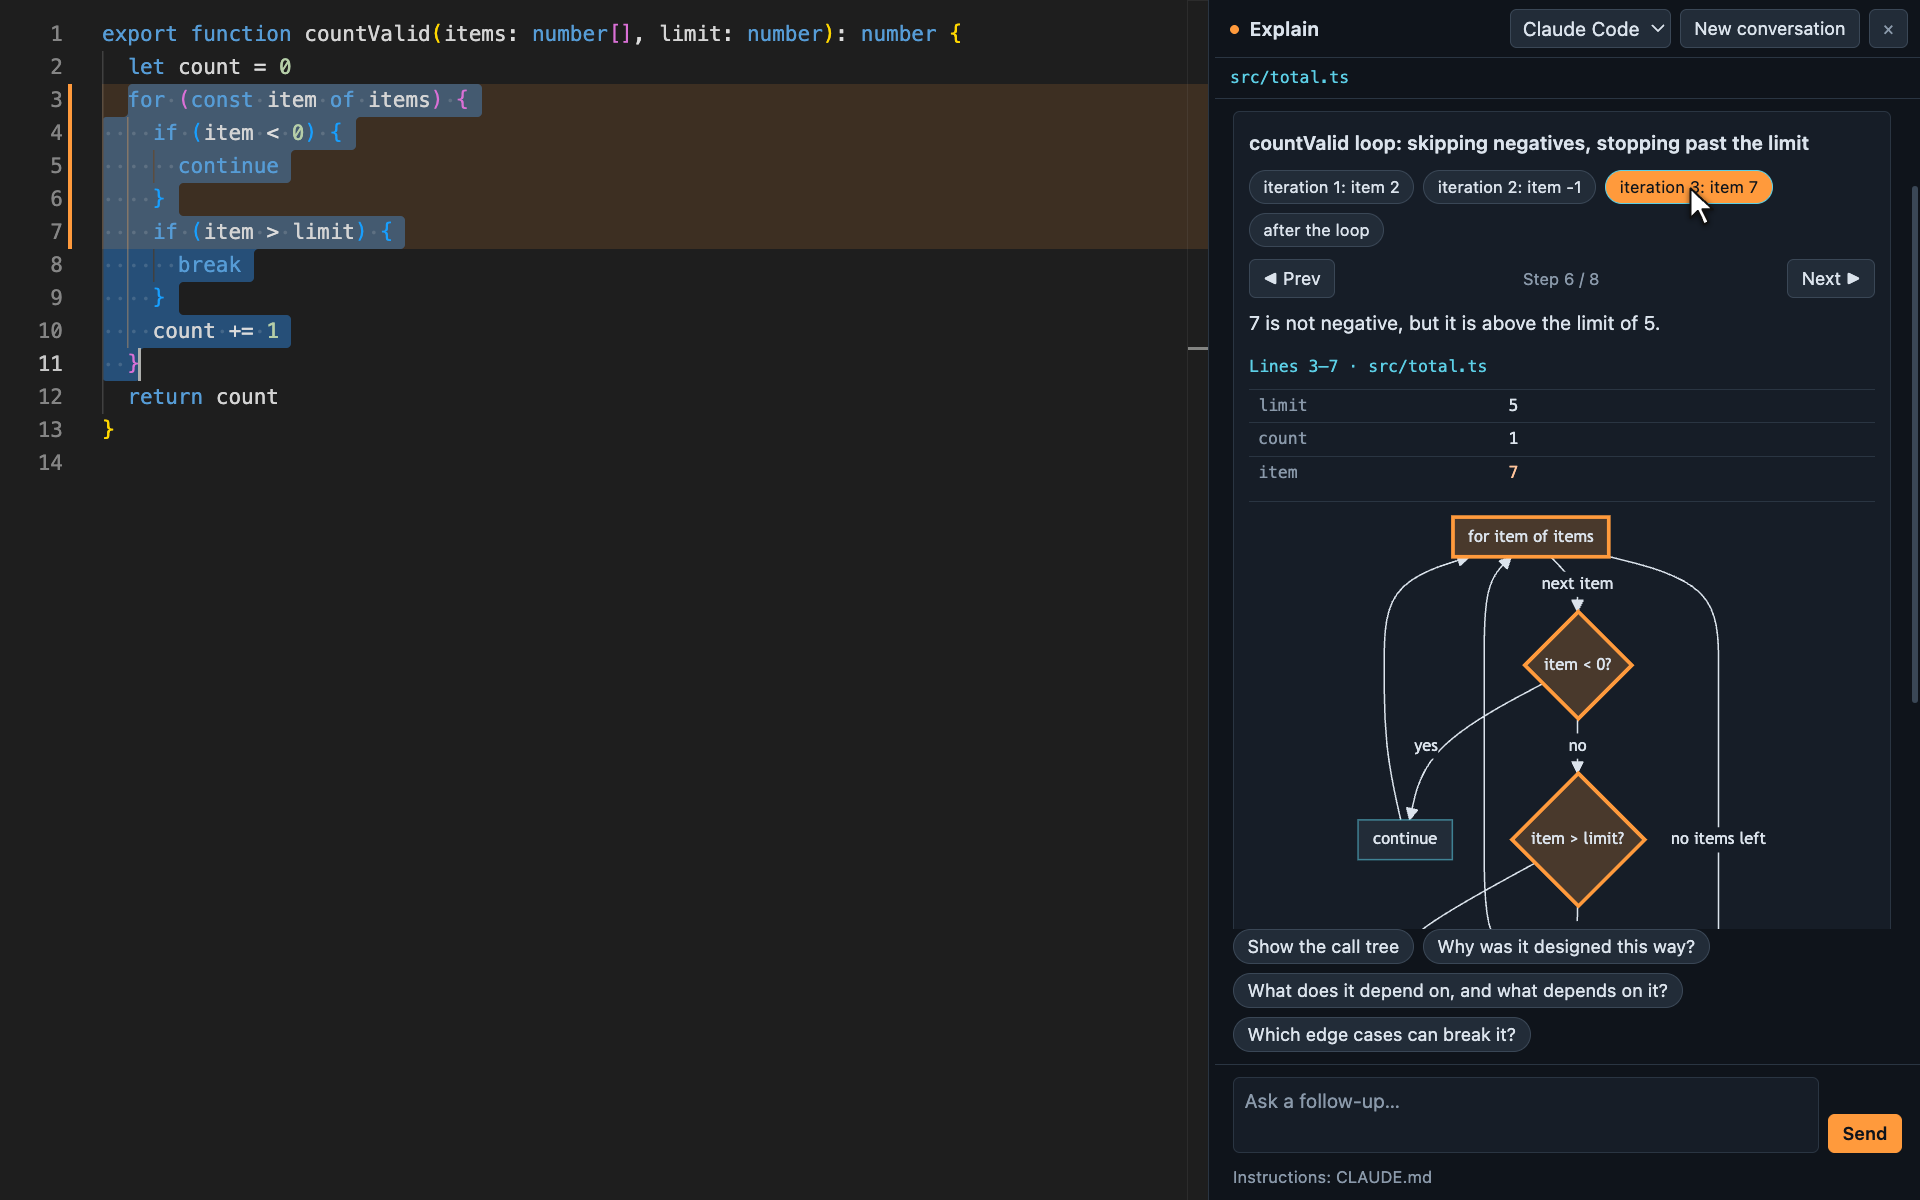 1 export function countValid(items: number[], limit: number): number {
2 let count = 0
3 for (const item of items) {
4 if (item < 0) {
5 continue
6 }
7 if (item > limit) {
8 break
9 }
10 count += 1
11 }
12 return count
13 }
14
Explain
Claude Code
New conversation
×
src/total.ts
countValid loop: skipping negatives, stopping past the limit
iteration 1: item 2
iteration 2: item -1
iteration 3: item 7
after the loop
◀ Prev
Step 6 / 8
Next ▶
7 is not negative, but it is above the limit of 5.
Lines 3–7 · src/total.ts
limit 5
count 1
item 7
for item of items
next item
item < 0?
yes
no
continue
item > limit?
no items left
Show the call tree
Why was it designed this way?
What does it depend on, and what depends on it?
Which edge cases can break it?
Ask a follow-up...
Send
Instructions: CLAUDE.md